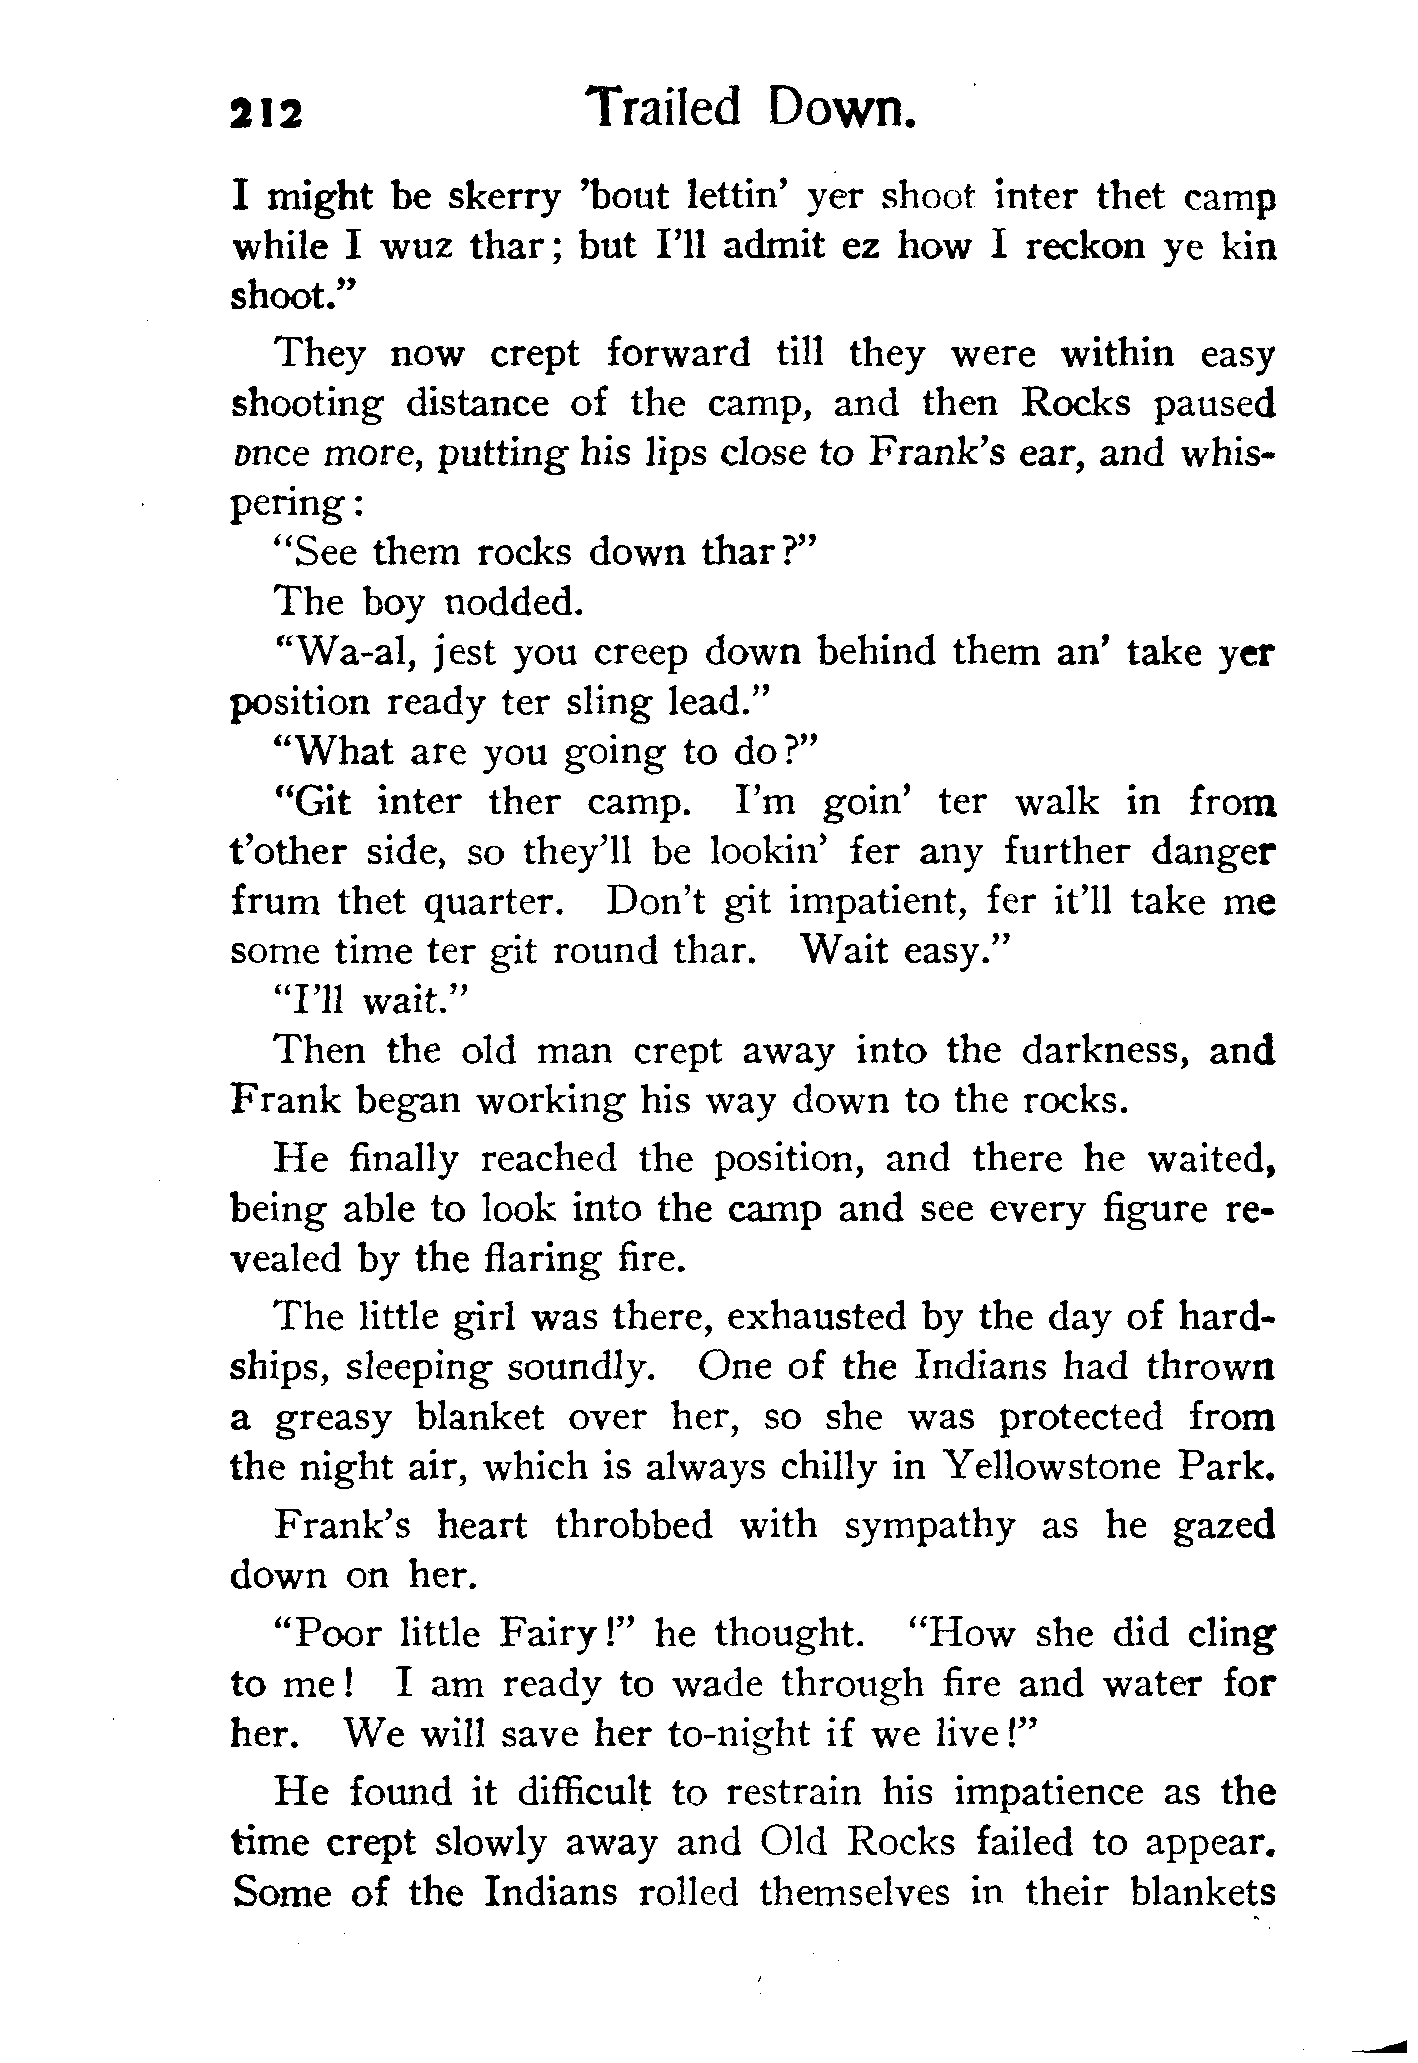 212 Trailed Down.
I might be skerry ’bout lettin’ yer shoot inter thet camp
while I wuz thar; but I’ll admit ez how I reckon ye kin
shoot.”
They now crept forward till they were within easy
shooting distance of the camp, and then Rocks paused
once more, putting his lips close to Frank’s ear, and whis-
pering:
“See them rocks down thar?”
The boy nodded.
“Wa-al, jest you creep down behind them an’ take yer
position ready ter sling lead.”
“What are you going to do?”
“Git inter ther camp. I’m goin’ ter walk in from
t’other side, so they’ll be lookin’ fer any further danger
frum thet quarter. Don’t git impatient, fer it’ll take me
some time ter git round thar. Wait easy.”
“I’ll wait.”
Then the old man crept away into the darkness, and
Frank began working his way down to the rocks.
He finally reached the position, and there he waited,
being able to look into the camp and see every figure re-
vealed by the flaring fire.
The little girl was there, exhausted by the day of hard-
ships, sleeping soundly. One of the Indians had thrown
a greasy blanket over her, so she was protected from
the night air, which is always chilly in Yellowstone Park.
Frank’s heart throbbed with sympathy as he gazed
down on her.
“Poor little Fairy!” he thought. “How she did cling
to me! I am ready to wade through fire and water for
her. We will save her to-night if we live!”
He found it difficult to restrain his impatience as the
time crept slowly away and Old Rocks failed to appear.
Some of the Indians rolled themselves in their blankets